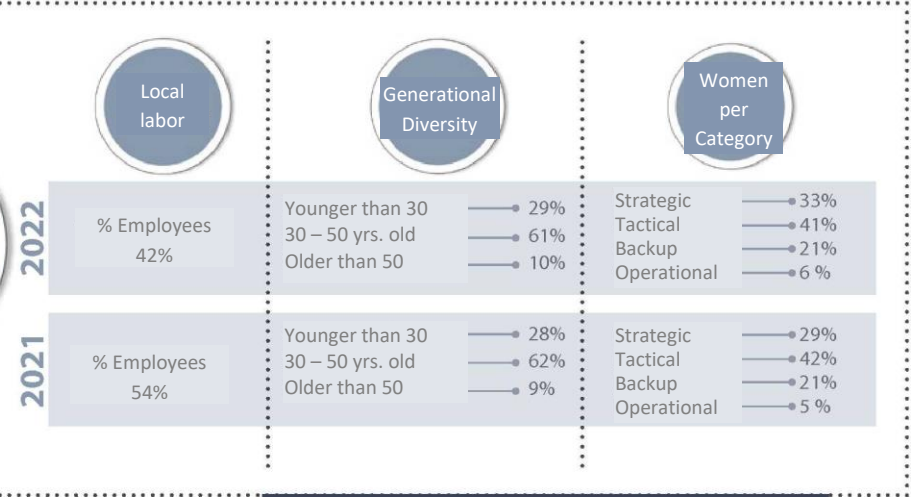 Local
labor
Generational
Diversity
Women
per
Category
2022
% Employees
42%
Younger than 30 29%
30 – 50 yrs. old 61%
Older than 50 10%
Strategic 33%
Tactical 41%
Backup 21%
Operational 6 %
2021
% Employees
54%
Younger than 30 28%
30 – 50 yrs. old 62%
Older than 50 9%
Strategic 29%
Tactical 42%
Backup 21%
Operational 5 %